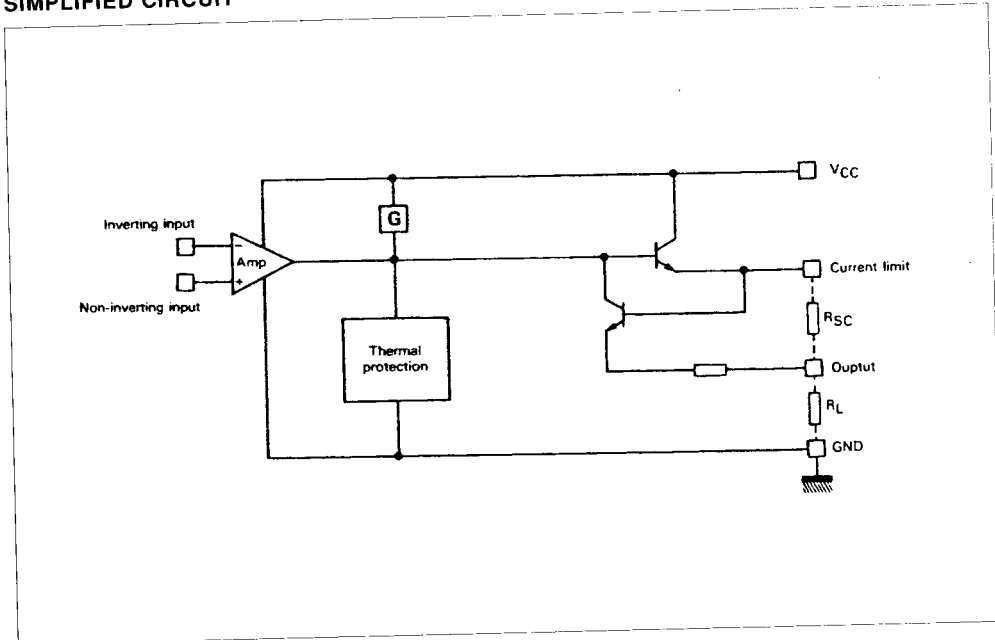 SIMPLIFIED CIRCUIT
VCC
G
Inverting input
−
Amp
+
Current limit
Non-inverting input
RSC
Thermal
protection
Ouptut
RL
GND